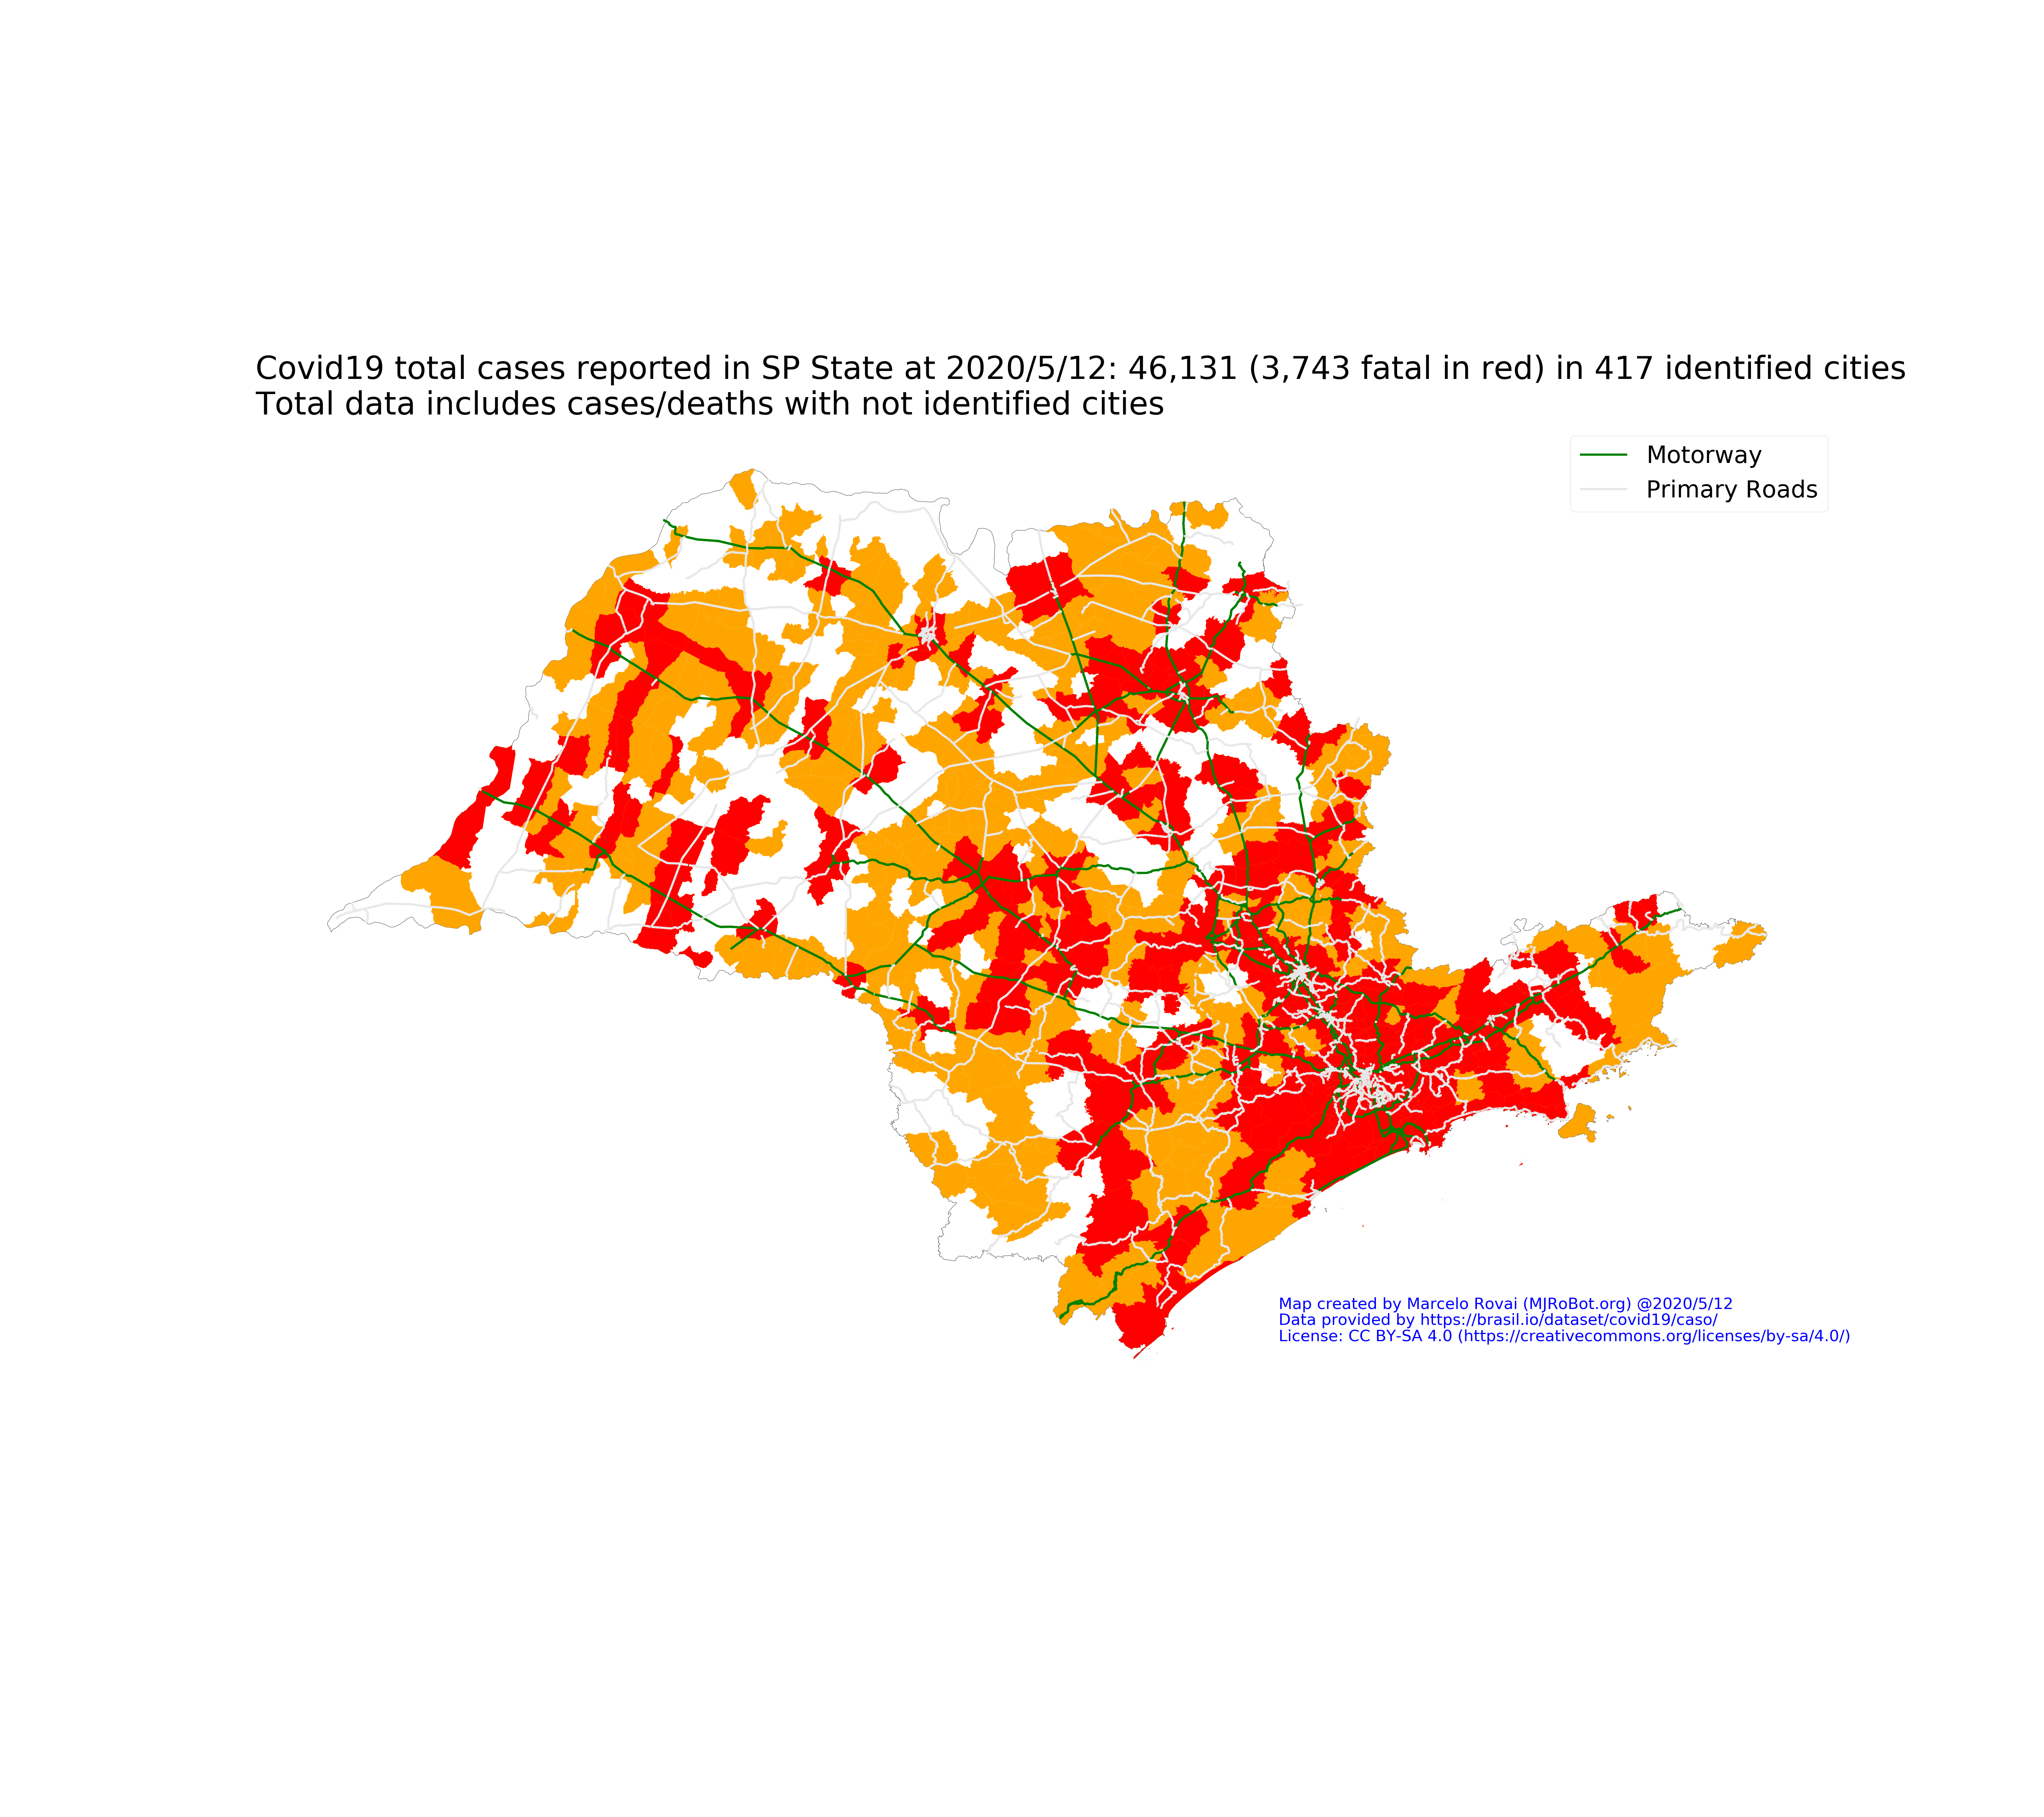 Covid19 total cases reported in SP State at 2020/5/12: 46,131 (3,743 fatal in red) in 417 identified cities
Total data includes cases/deaths with not identified cities
Motorway
Primary Roads
Map created by Marcelo Rovai (MJRoBot.org) @2020/5/12
Data provided by https://brasil.io/dataset/covid19/caso/
License: CC BY-SA 4.0 (https://creativecommons.org/licenses/by-sa/4.0/)